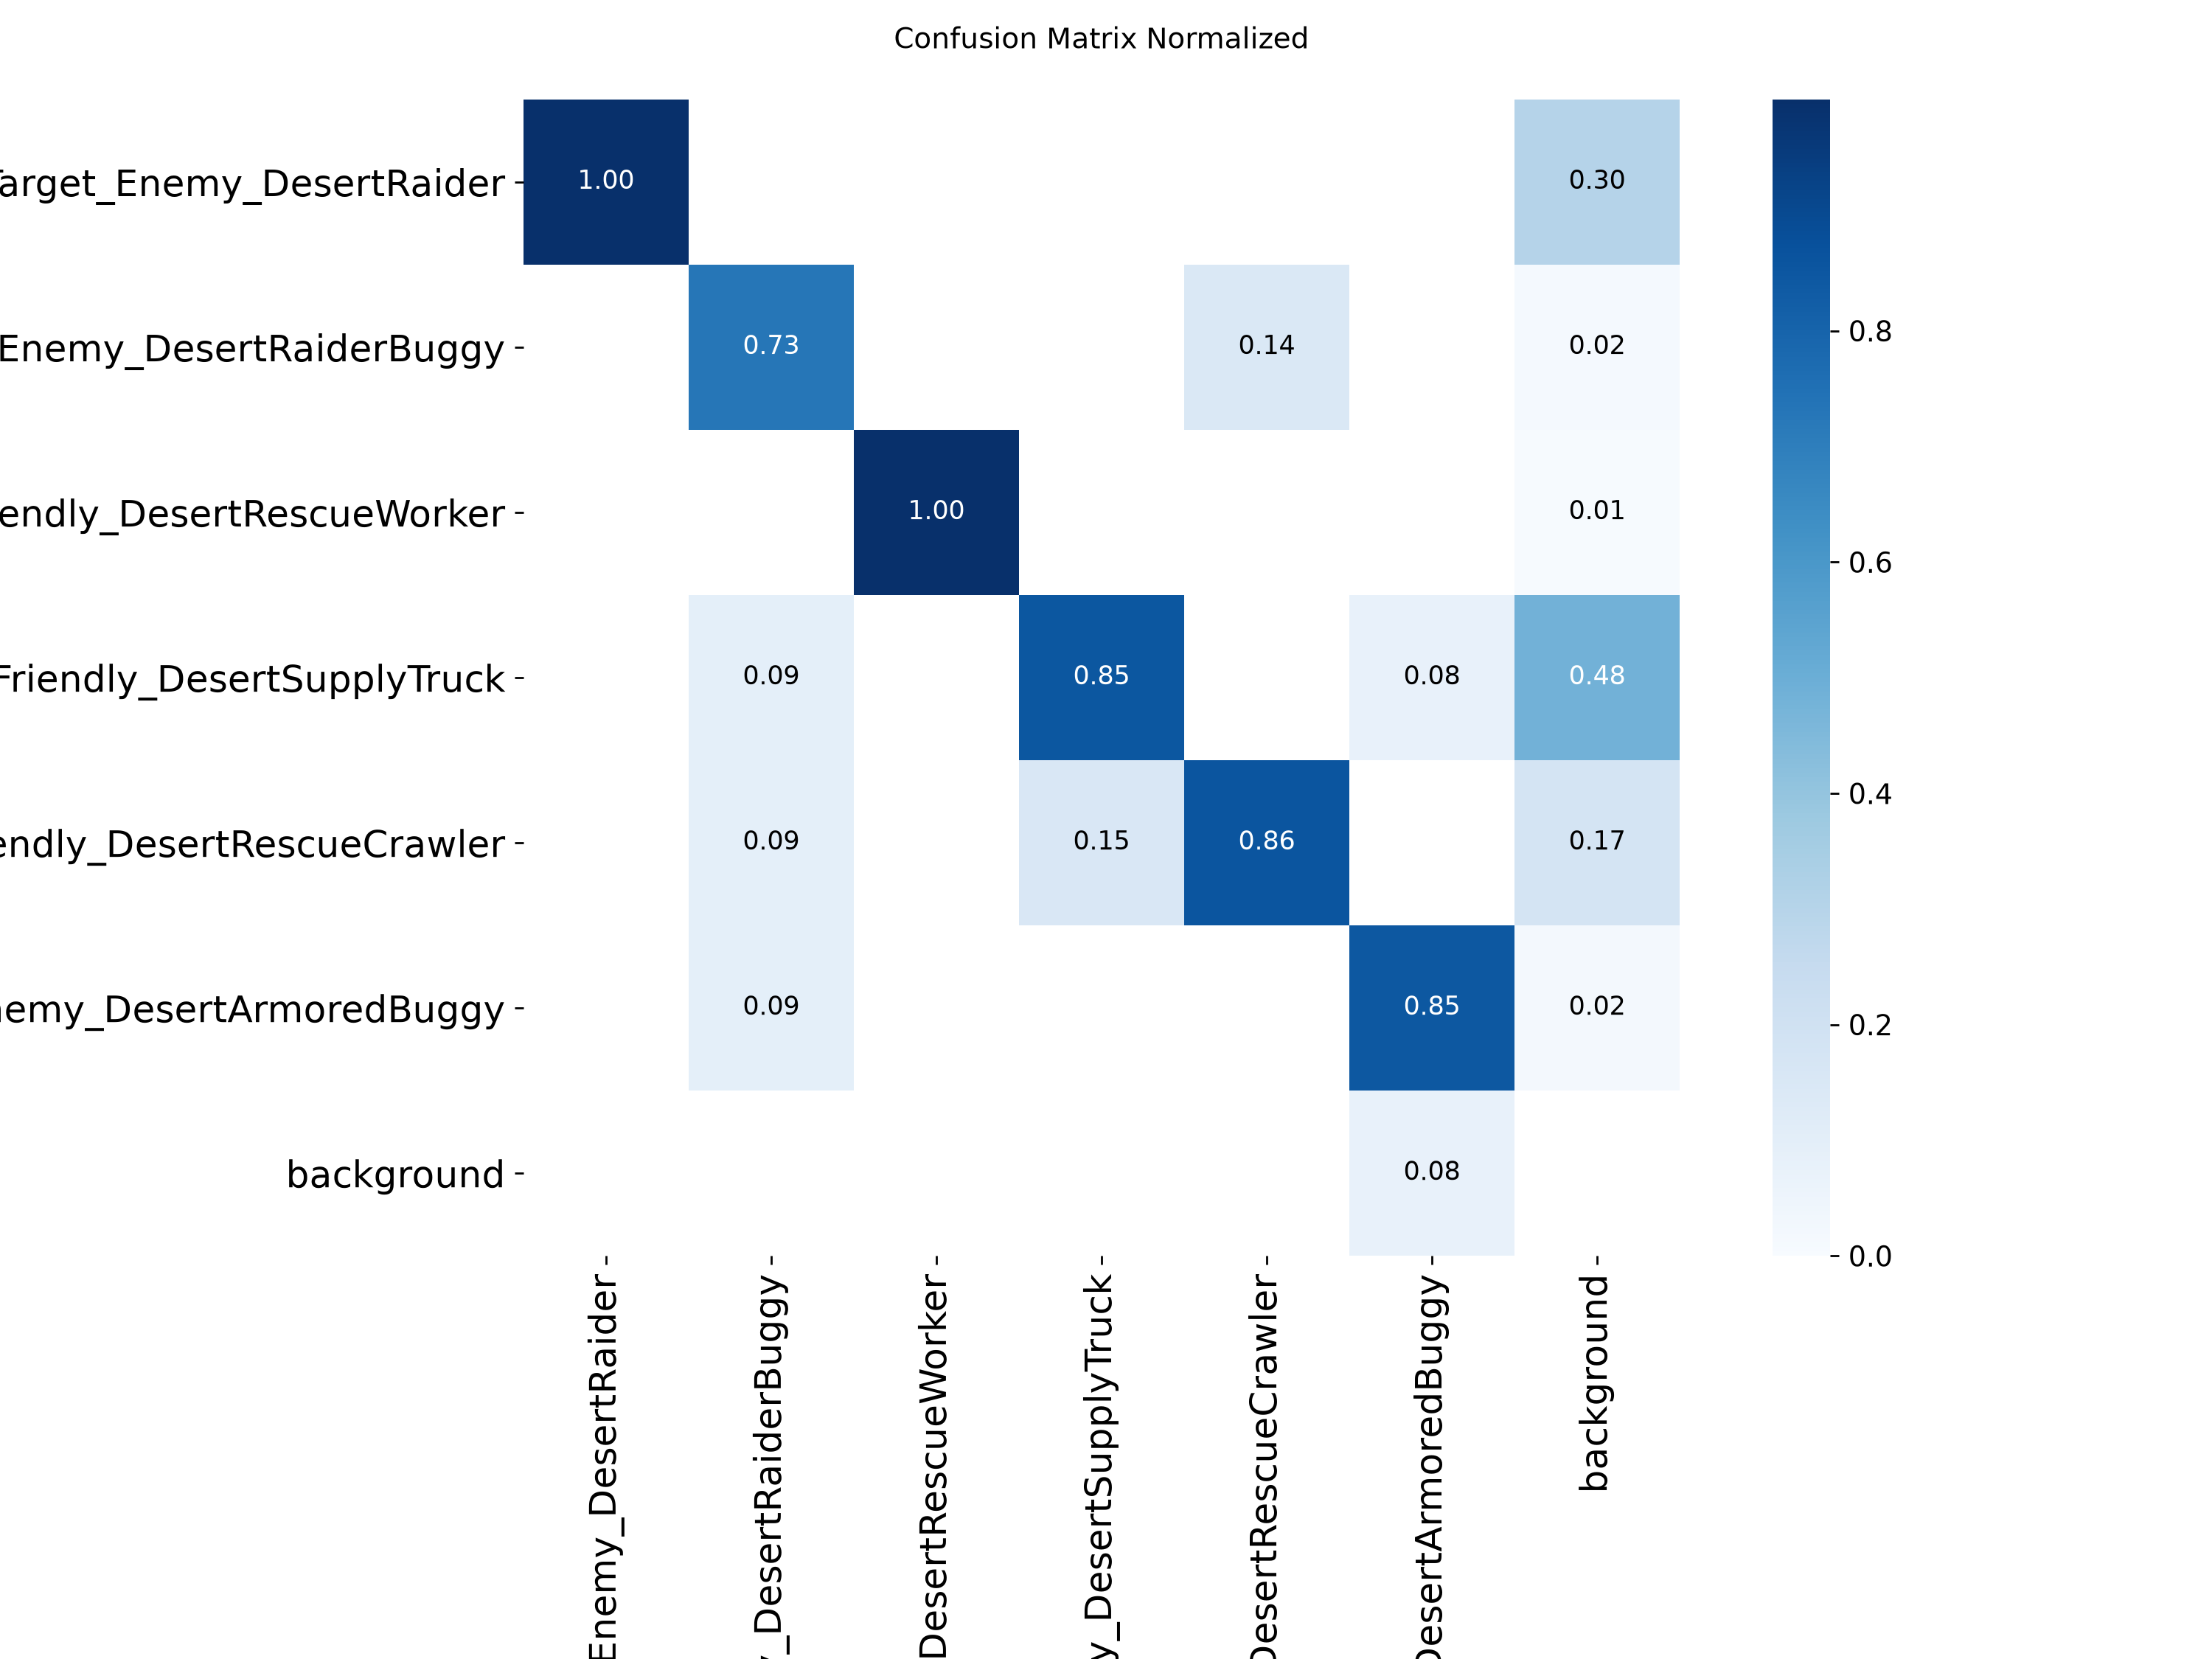 Confusion Matrix Normalized
arget_Enemy_DesertRaider
1.00
0.30
Enemy_DesertRaiderBuggy
0.73
0.14
0.02
0.8
endly_DesertRescueWorker
1.00
0.01
0.6
Friendly_DesertSupplyTruck
0.09
0.85
0.08
0.48
0.4
endly_DesertRescueCrawler
0.09
0.15
0.86
0.17
emy_DesertArmoredBuggy
0.09
0.85
0.02
0.2
background
0.08
0.0
Enemy_DesertRaider
y_DesertRaiderBuggy
DesertRescueWorker
y_DesertSupplyTruck
DesertRescueCrawler
DesertArmoredBuggy
background